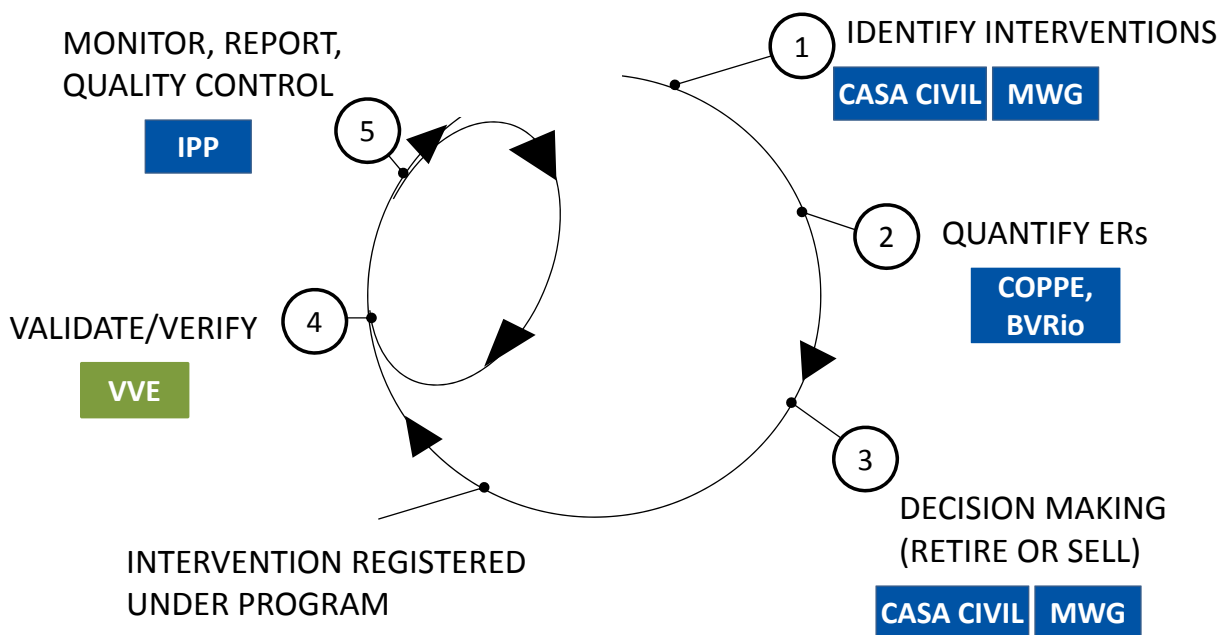 1
IDENTIFY INTERVENTIONS
CASA CIVIL
MWG
2
QUANTIFY ERs
COPPE,
BVRio
3
DECISION MAKING
(RETIRE OR SELL)
CASA CIVIL
MWG
INTERVENTION REGISTERED
UNDER PROGRAM
4
VALIDATE/VERIFY
VVE
5
MONITOR, REPORT,
QUALITY CONTROL
IPP